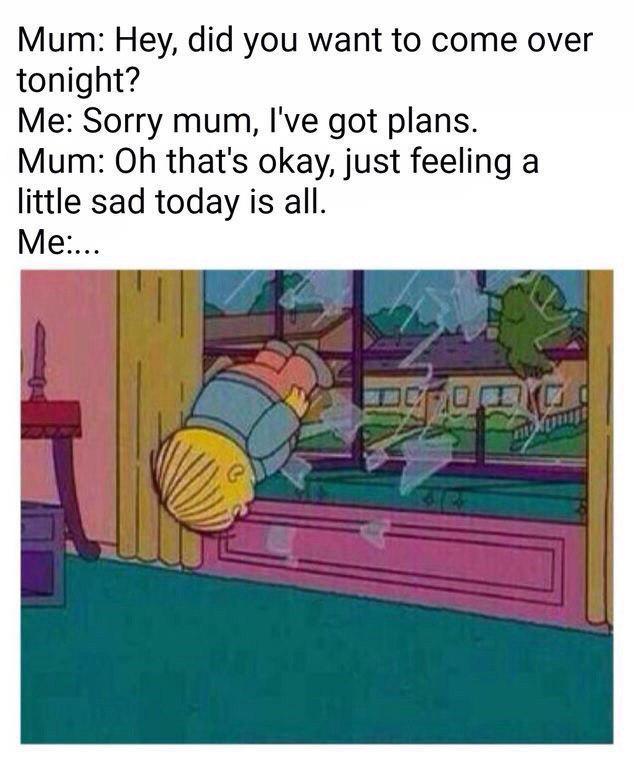 Mum: Hey, did you want to come over
tonight?
Me: Sorry mum, I've got plans.
Mum: Oh that's okay, just feeling a
little sad today is all.
Me:...